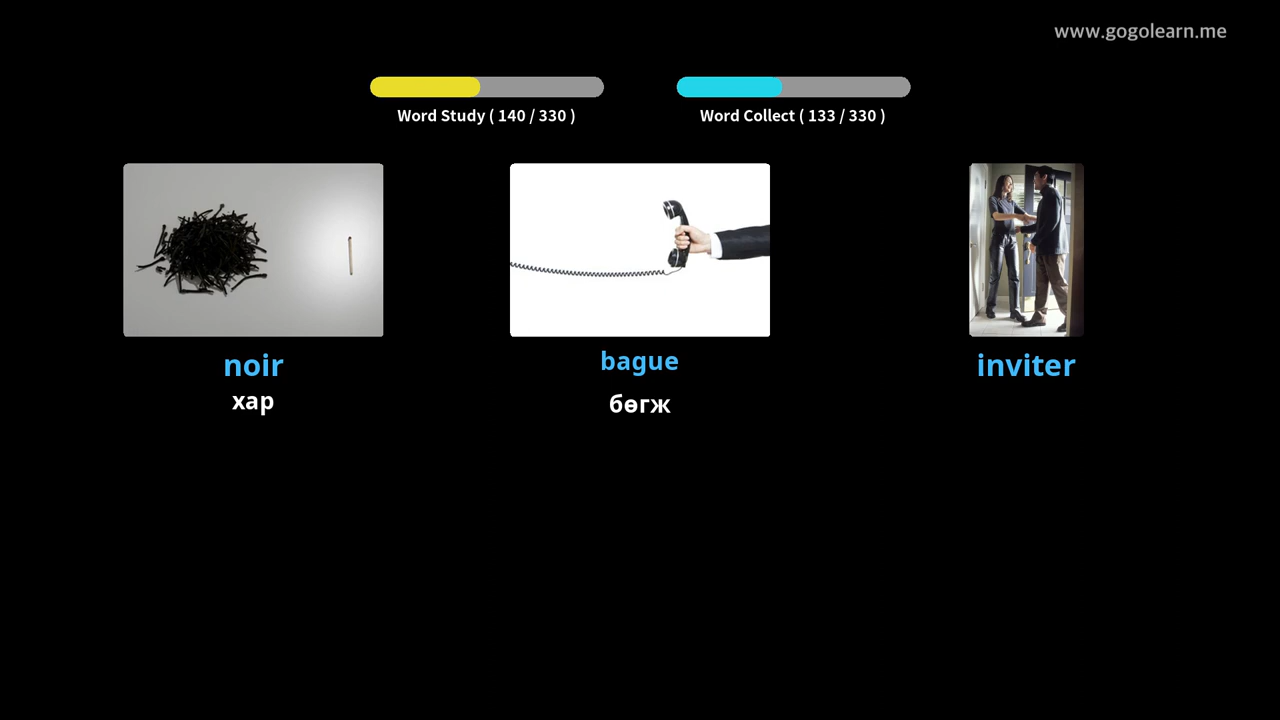 www.gogolearn.me
Word Study ( 140 / 330 )
Word Collect ( 133 / 330 )
noir
хар
bague
бөгж
inviter